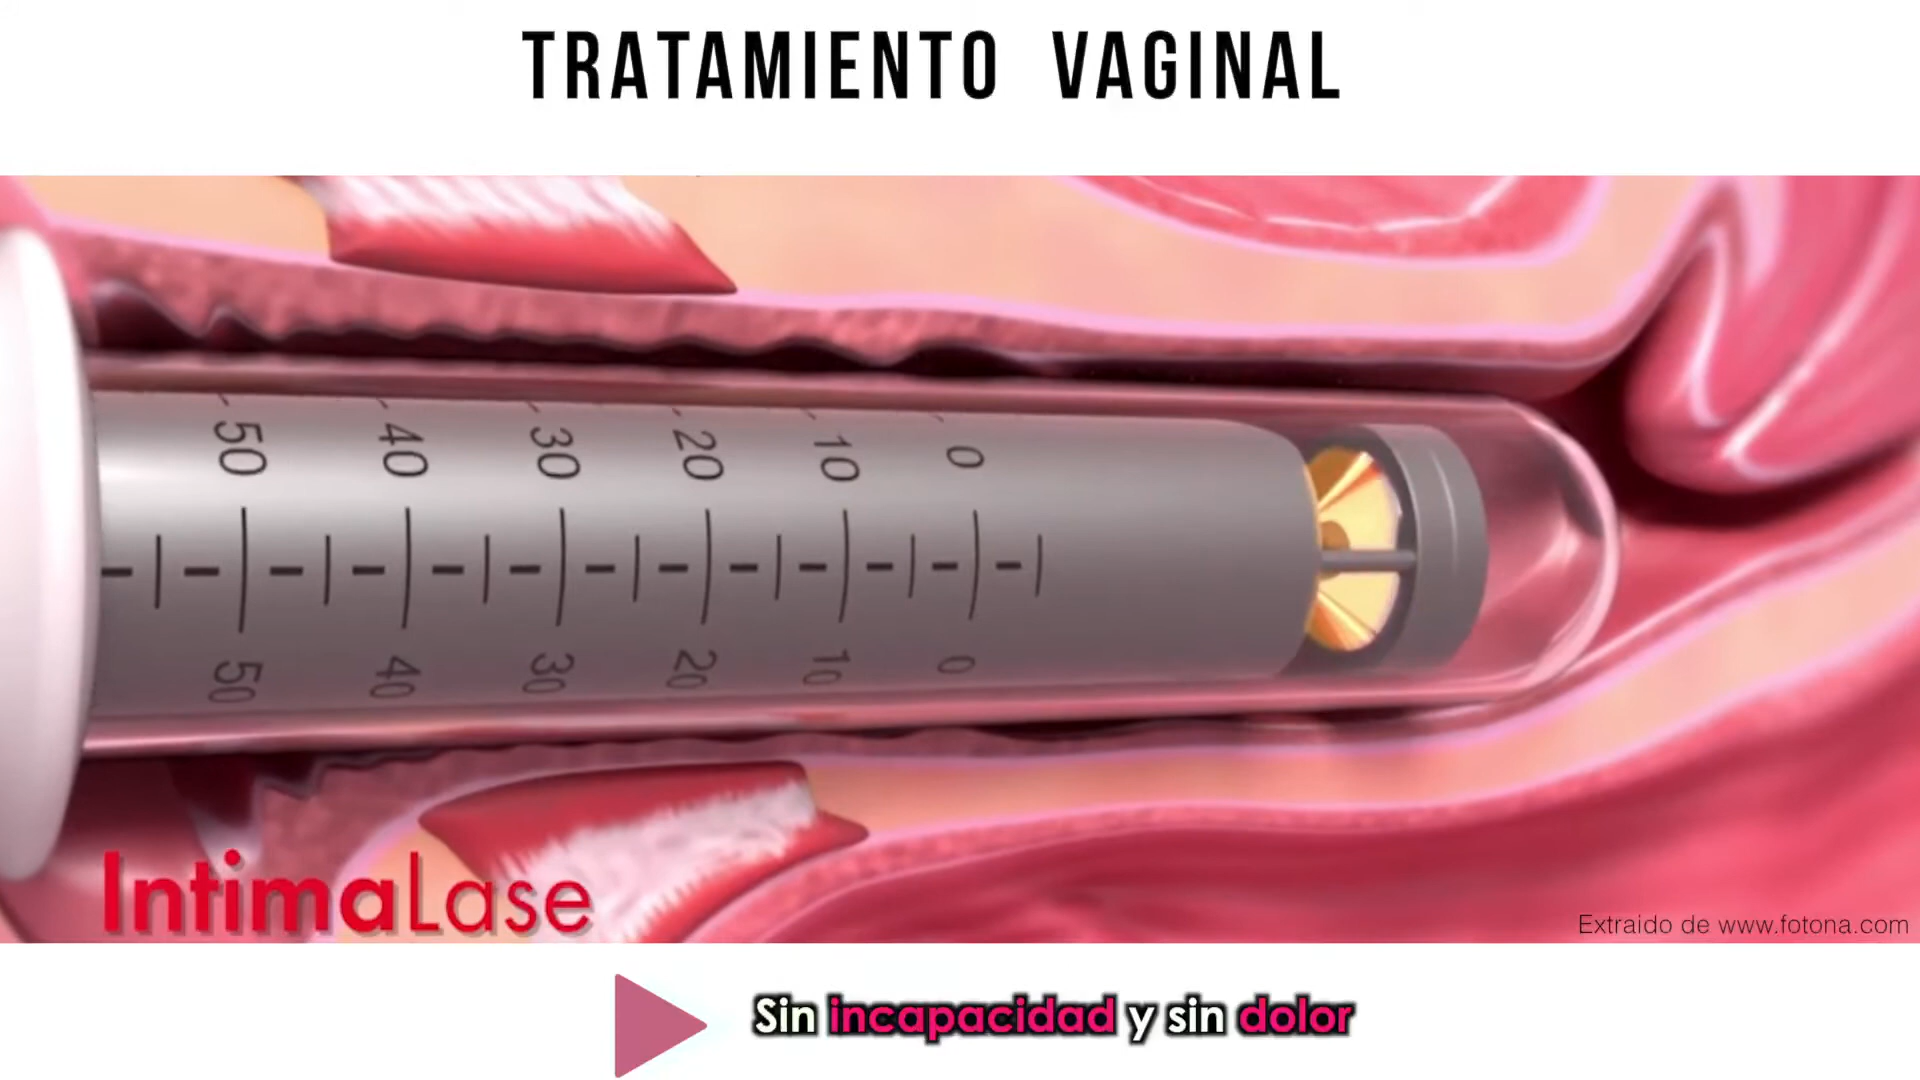 TRATAMIENTO VAGINAL
50 40 30 20 10 0
50 40 30 20 10 0
IntimaLase
Extraido de www.fotona.com
Sin incapacidad y sin dolor